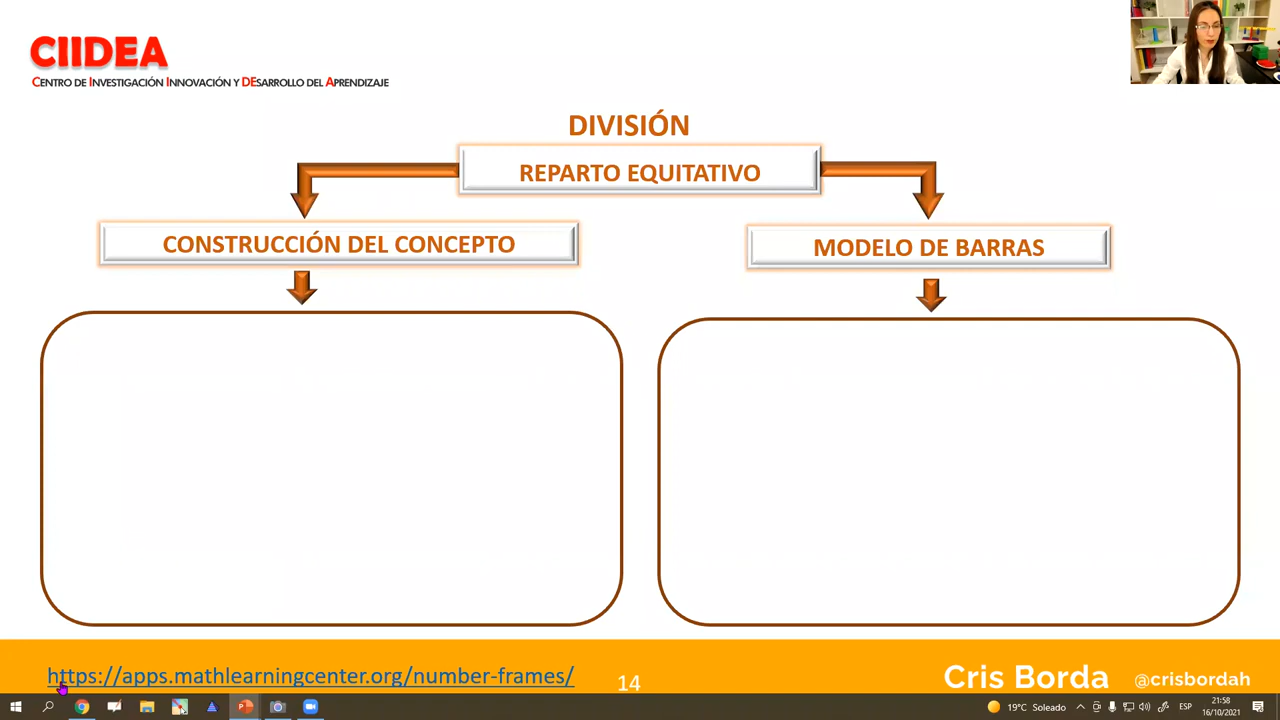 CIIDEA
CENTRO DE INVESTIGACIÓN INNOVACIÓN Y DESARROLLO DEL APRENDIZAJE
DIVISIÓN
REPARTO EQUITATIVO
CONSTRUCCIÓN DEL CONCEPTO
MODELO DE BARRAS
https://apps.mathlearningcenter.org/number-frames/
14
Cris Borda @crisbordah
19°C Soleado
ESP
21:58
16/10/2021